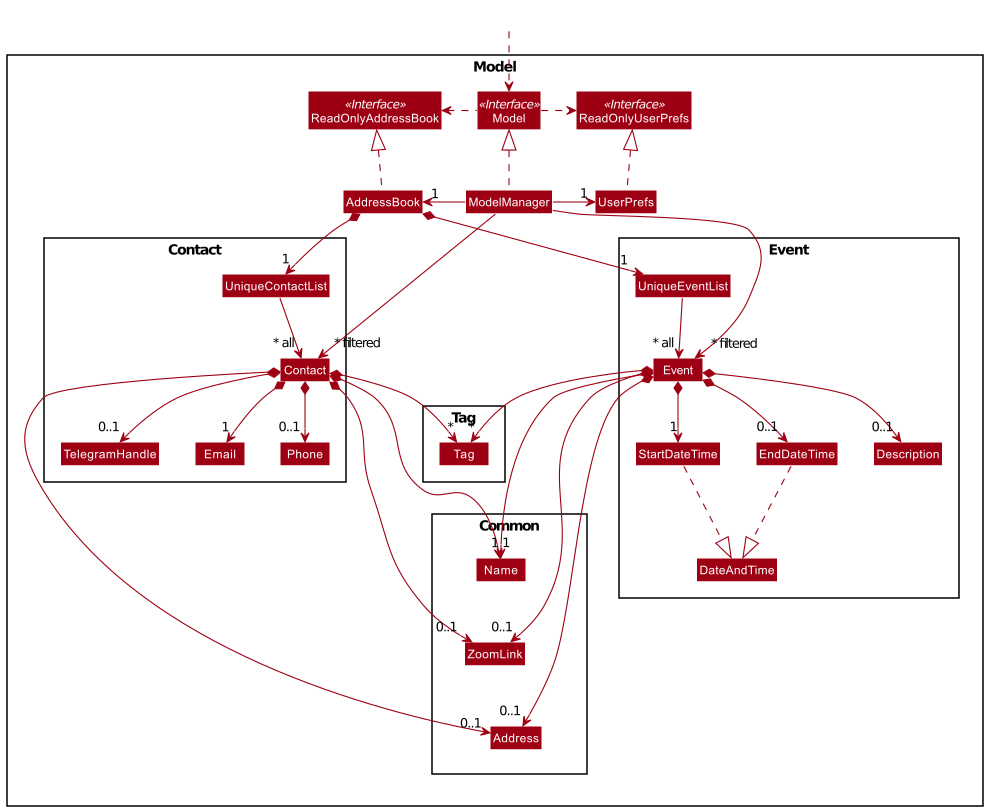 Model
«Interface»
ReadOnlyAddressBook
«Interface»
Model
«Interface»
ReadOnlyUserPrefs
AddressBook
1
ModelManager
1
UserPrefs
Contact
Event
1
1
UniqueContactList
UniqueEventList
* all
* filtered
* all
* filtered
Contact
Event
Tag
0..1
1
0..1
*
*
1
0..1
0..1
TelegramHandle
Email
Phone
Tag
StartDateTime
EndDateTime
Description
Common
1
1
Name
DateAndTime
0..1
0..1
ZoomLink
0..1
0..1
Address